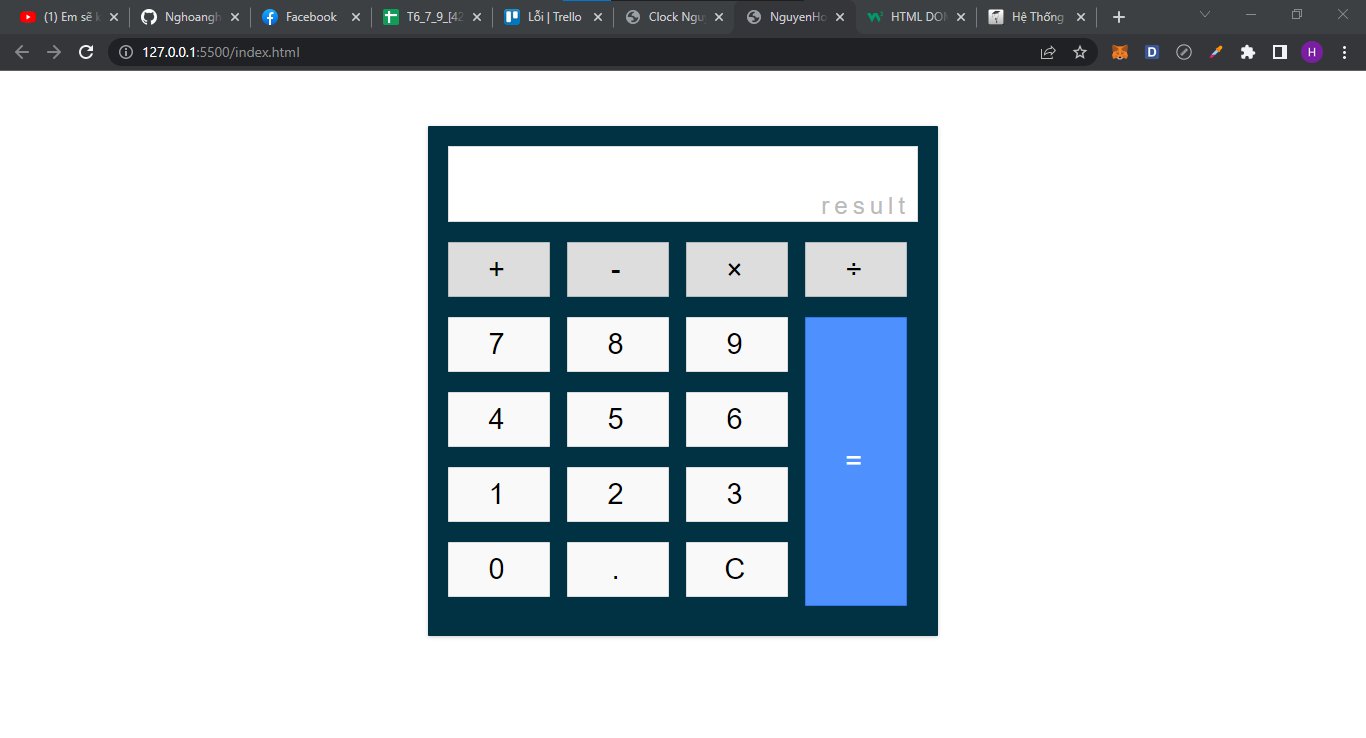 (1) Em sẽ
Nghoangh
Facebook
T6_7_9_[42
Lỗi | Trello
Clock Ngu
NguyenHo
HTML DO
Hệ Thống
127.0.0.1:5500/index.html
D
H
result
+ - × ÷
7 8 9
4 5 6
=
1 2 3
0 . C